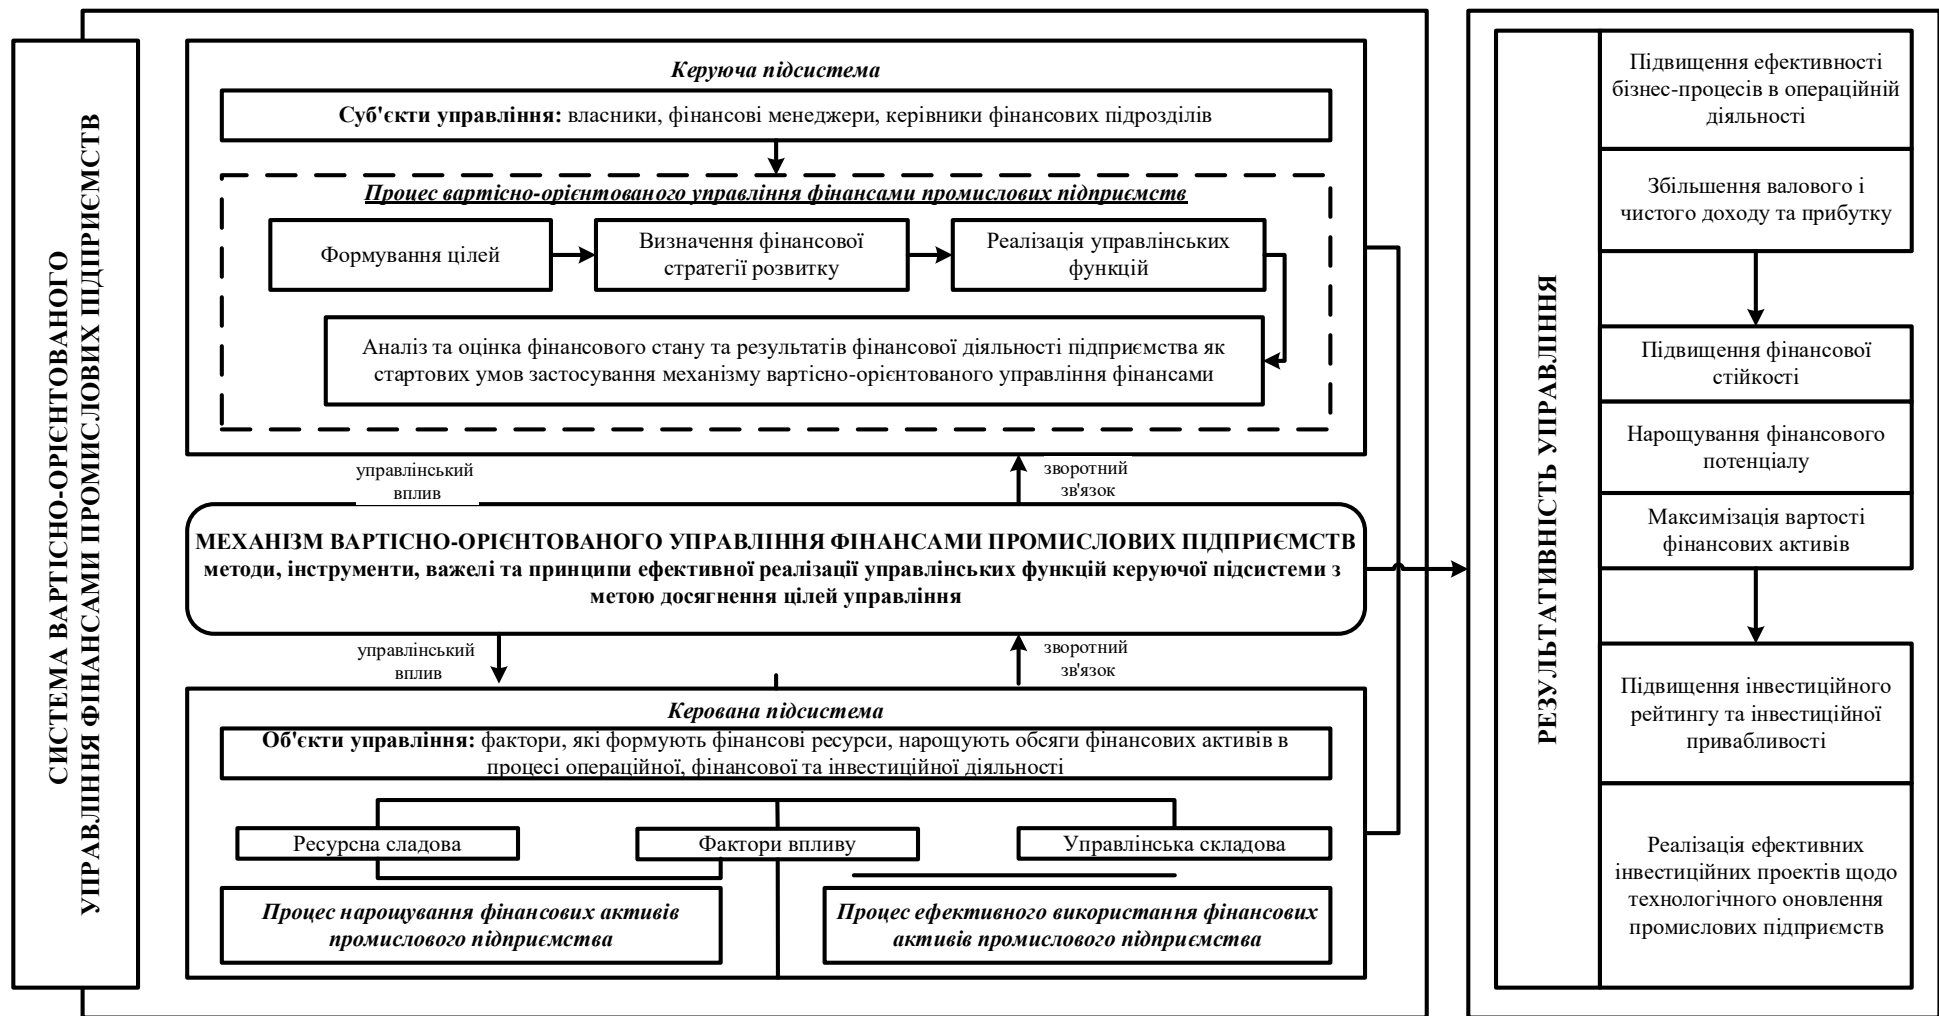 СИСТЕМА ВАРТІСНО-ОРІЄНТОВАНОГО
УПРАВЛІННЯ ФІНАНСАМИ ПРОМИСЛОВИХ ПІДПРИЄМСТВ
Керуюча підсистема
Суб'єкти управління: власники, фінансові менеджери, керівники фінансових підрозділів
Процес вартісно-орієнтованого управління фінансами промислових підприємств
Формування цілей
Визначення фінансової
стратегії розвитку
Реалізація управлінських
функцій
Аналіз та оцінка фінансового стану та результатів фінансової діяльності підприємства як
стартових умов застосування механізму вартісно-орієнтованого управління фінансами
управлінський
вплив
зворотний
зв'язок
МЕХАНІЗМ ВАРТІСНО-ОРІЄНТОВАНОГО УПРАВЛІННЯ ФІНАНСАМИ ПРОМИСЛОВИХ ПІДПРИЄМСТВ
методи, інструменти, важелі та принципи ефективної реалізації управлінських функцій керуючої підсистеми з
метою досягнення цілей управління
управлінський
вплив
зворотний
зв'язок
Керована підсистема
Об'єкти управління: фактори, які формують фінансові ресурси, нарощують обсяги фінансових активів в
процесі операційної, фінансової та інвестиційної діяльності
Ресурсна сладова
Фактори впливу
Управлінська складова
Процес нарощування фінансових активів
промислового підприємства
Процес ефективного використання фінансових
активів промислового підприємства
РЕЗУЛЬТАТИВНІСТЬ УПРАВЛІННЯ
Підвищення ефективності
бізнес-процесів в операційній
діяльності
Збільшення валового і
чистого доходу та прибутку
Підвищення фінансової
стійкості
Нарощування фінансового
потенціалу
Максимізація вартості
фінансових активів
Підвищення інвестиційного
рейтингу та інвестиційної
привабливості
Реалізація ефективних
інвестиційних проектів щодо
технологічного оновлення
промислових підприємств